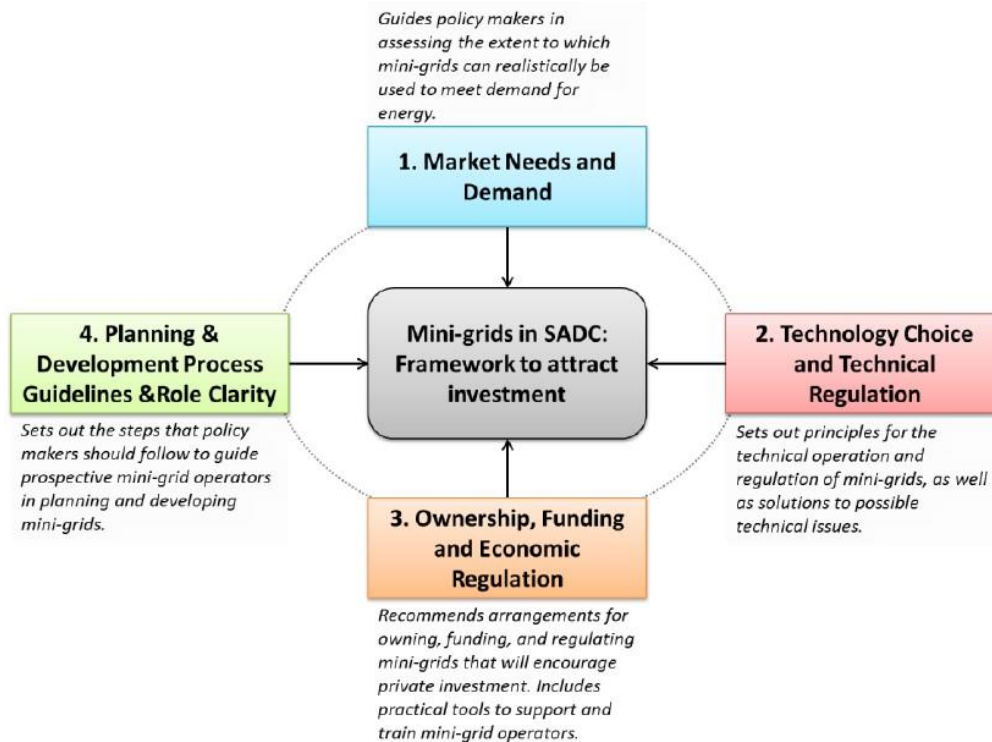 Guides policy makers in
assessing the extent to which
mini-grids can realistically be
used to meet demand for
energy.
1. Market Needs and
Demand
4. Planning &
Development Process
Guidelines &Role Clarity
Sets out the steps that policy
makers should follow to guide
prospective mini-grid operators
in planning and developing
mini-grids.
Mini-grids in SADC:
Framework to attract
investment
2. Technology Choice
and Technical
Regulation
Sets out principles for the
technical operation and
regulation of mini-grids, as well
as solutions to possible
technical issues.
3. Ownership, Funding
and Economic
Regulation
Recommends arrangements for
owning, funding, and regulating
mini-grids that will encourage
private investment. Includes
practical tools to support and
train mini-grid operators.